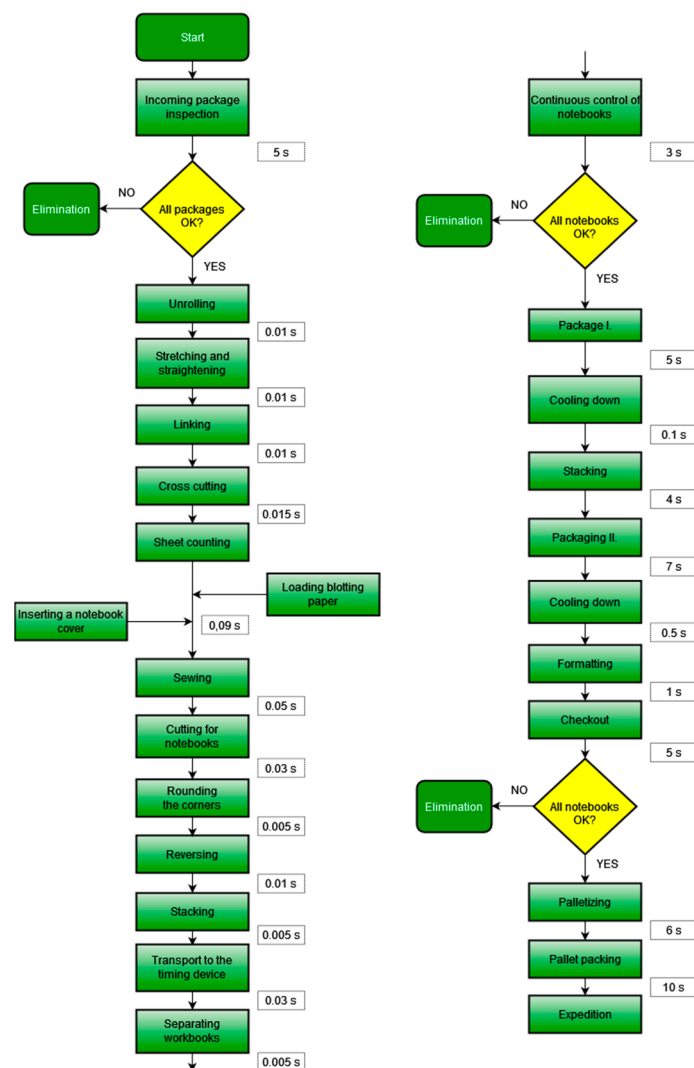 Start
Incoming package
inspection
5 s
NO
Elimination
All packages
OK?
YES
Unrolling
0.01 s
Stretching and
straightening
0.01 s
Linking
0.01 s
Cross cutting
0.015 s
Sheet counting
Loading blotting
paper
Inserting a notebook
cover
0,09 s
Sewing
0.05 s
Cutting for
notebooks
0.03 s
Rounding
the corners
0.005 s
Reversing
0.01 s
Stacking
0.005 s
Transport to the
timing device
0.03 s
Separating
workbooks
0.005 s
Continuous control of
notebooks
3 s
NO
Elimination
All notebooks
OK?
YES
Package I.
5 s
Cooling down
0.1 s
Stacking
4 s
Packaging II.
7 s
Cooling down
0.5 s
Formatting
1 s
Checkout
5 s
NO
Elimination
All notebooks
OK?
YES
Palletizing
6 s
Pallet packing
10 s
Expedition